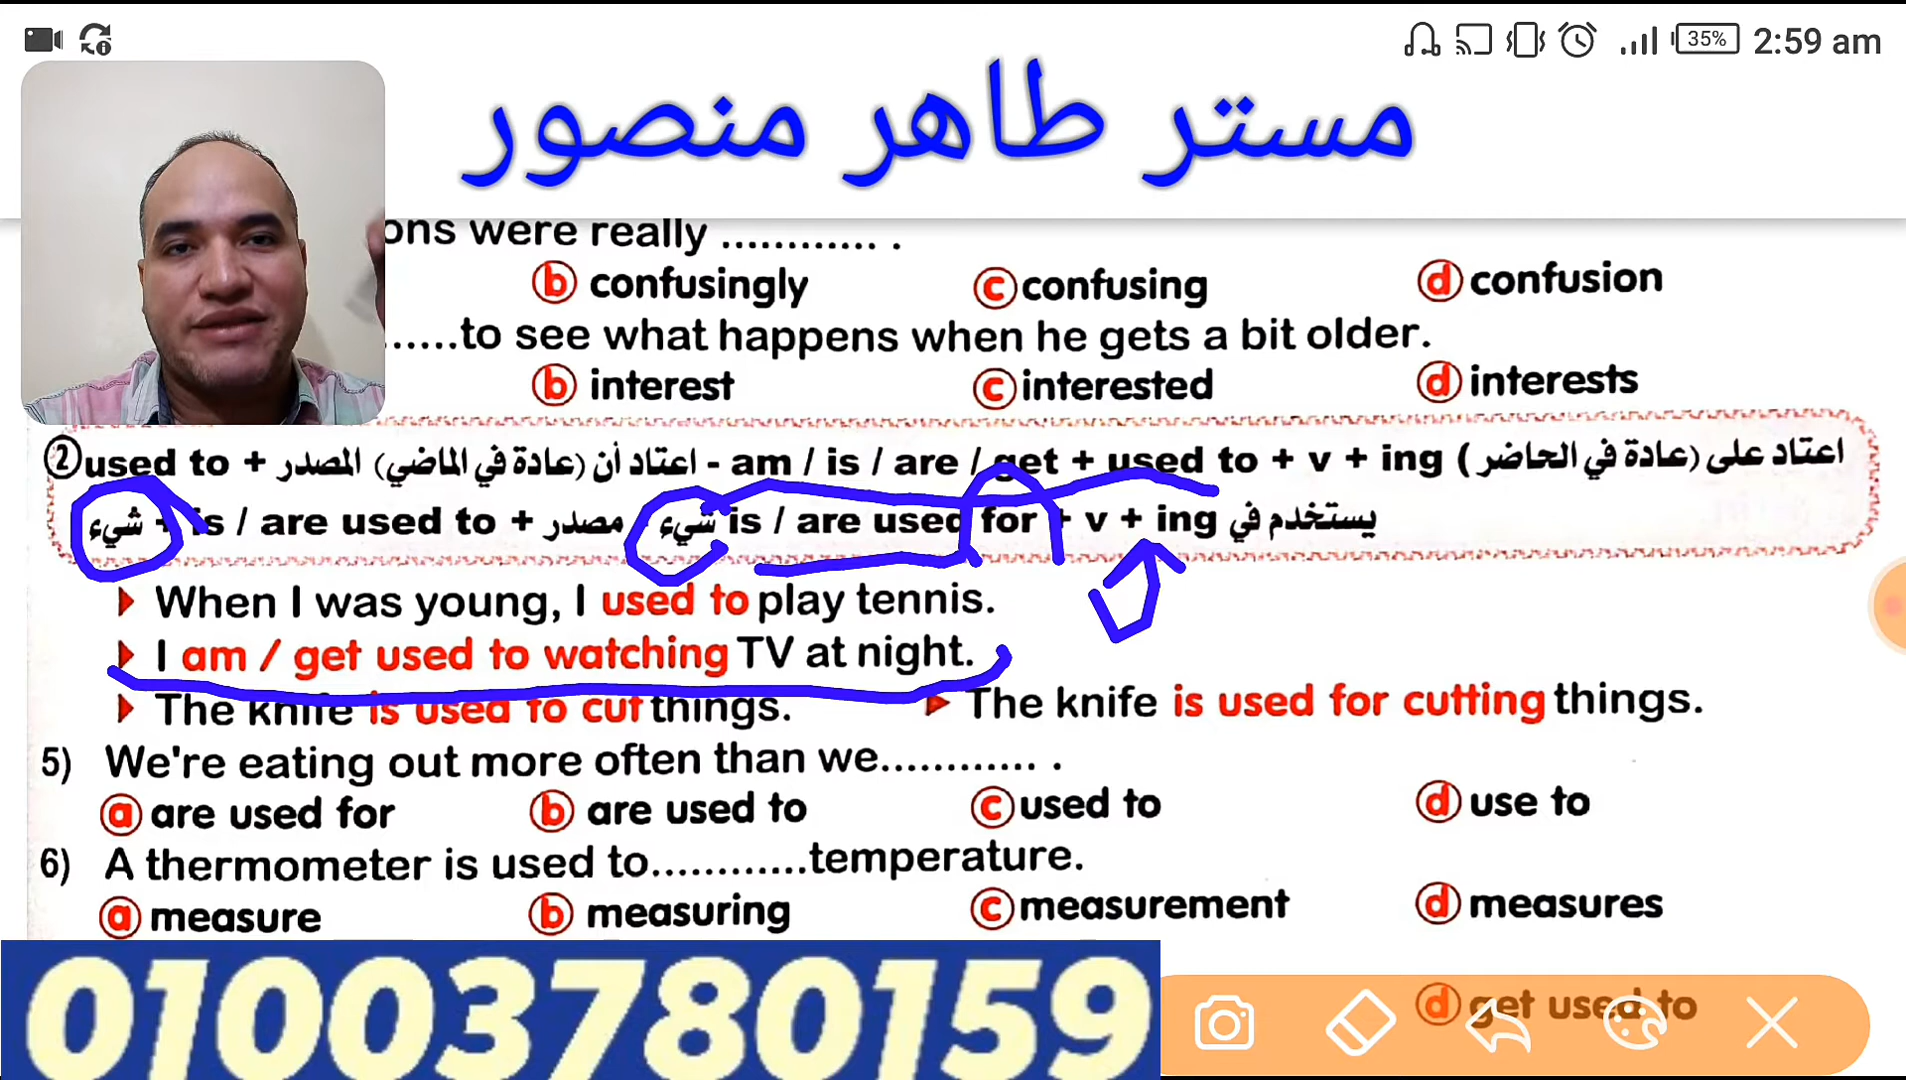 35% 2:59 am
مستر طاهر منصور
ons were really ............. .
b confusingly c confusing d confusion
......to see what happens when he gets a bit older.
b interest c interested d interests
② used to + المصدر (عادة في الماضي) اعتاد أن - am / is / are / get + used to + v + ing (اعتاد على (عادة في الحاضر
شيء + is / are used to + مصدر شيء is / are used for + v + ing يستخدم في
When I was young, I used to play tennis.
I am / get used to watching TV at night.
The knife is used to cut things. The knife is used for cutting things.
5) We're eating out more often than we............. .
a are used for b are used to c used to d use to
6) A thermometer is used to............temperature.
a measure b measuring c measurement d measures
d get used to
01003780159